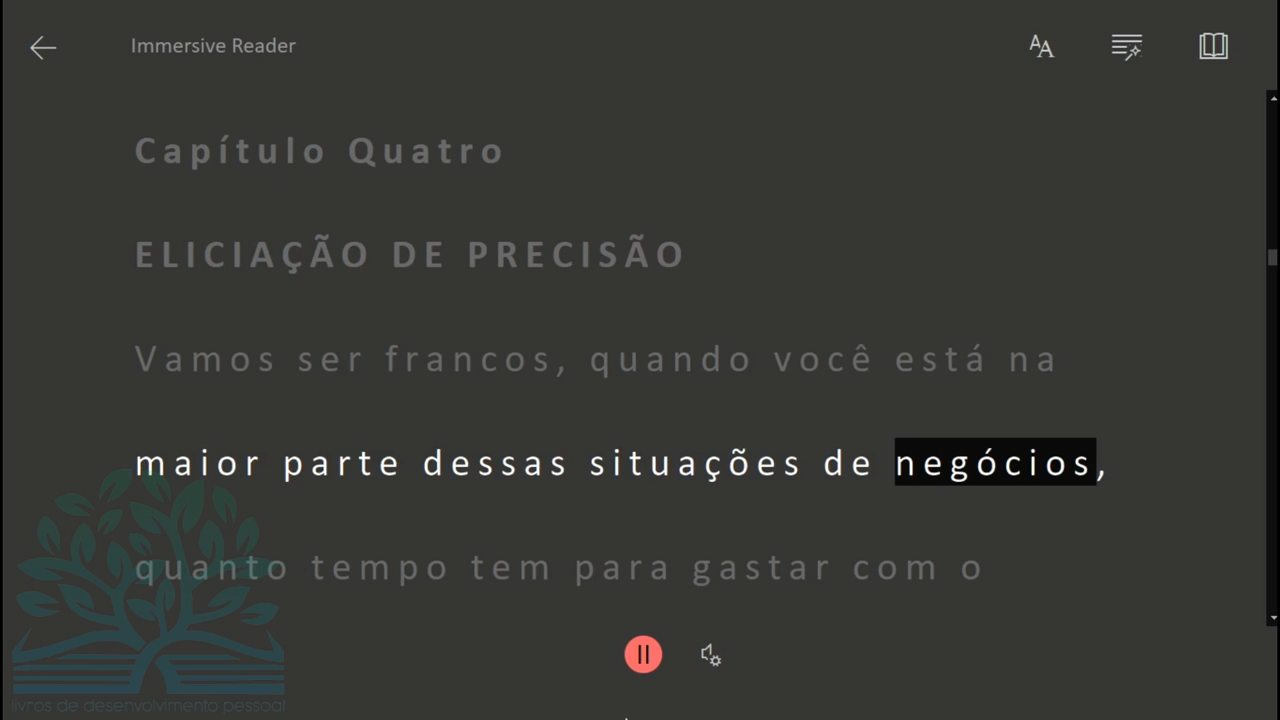 Immersive Reader
Capítulo Quatro
ELICIAÇÃO DE PRECISÃO
Vamos ser francos, quando você está na
maior parte dessas situações de negócios,
quanto tempo tem para gastar com o
livros de desenvolvimento pessoal